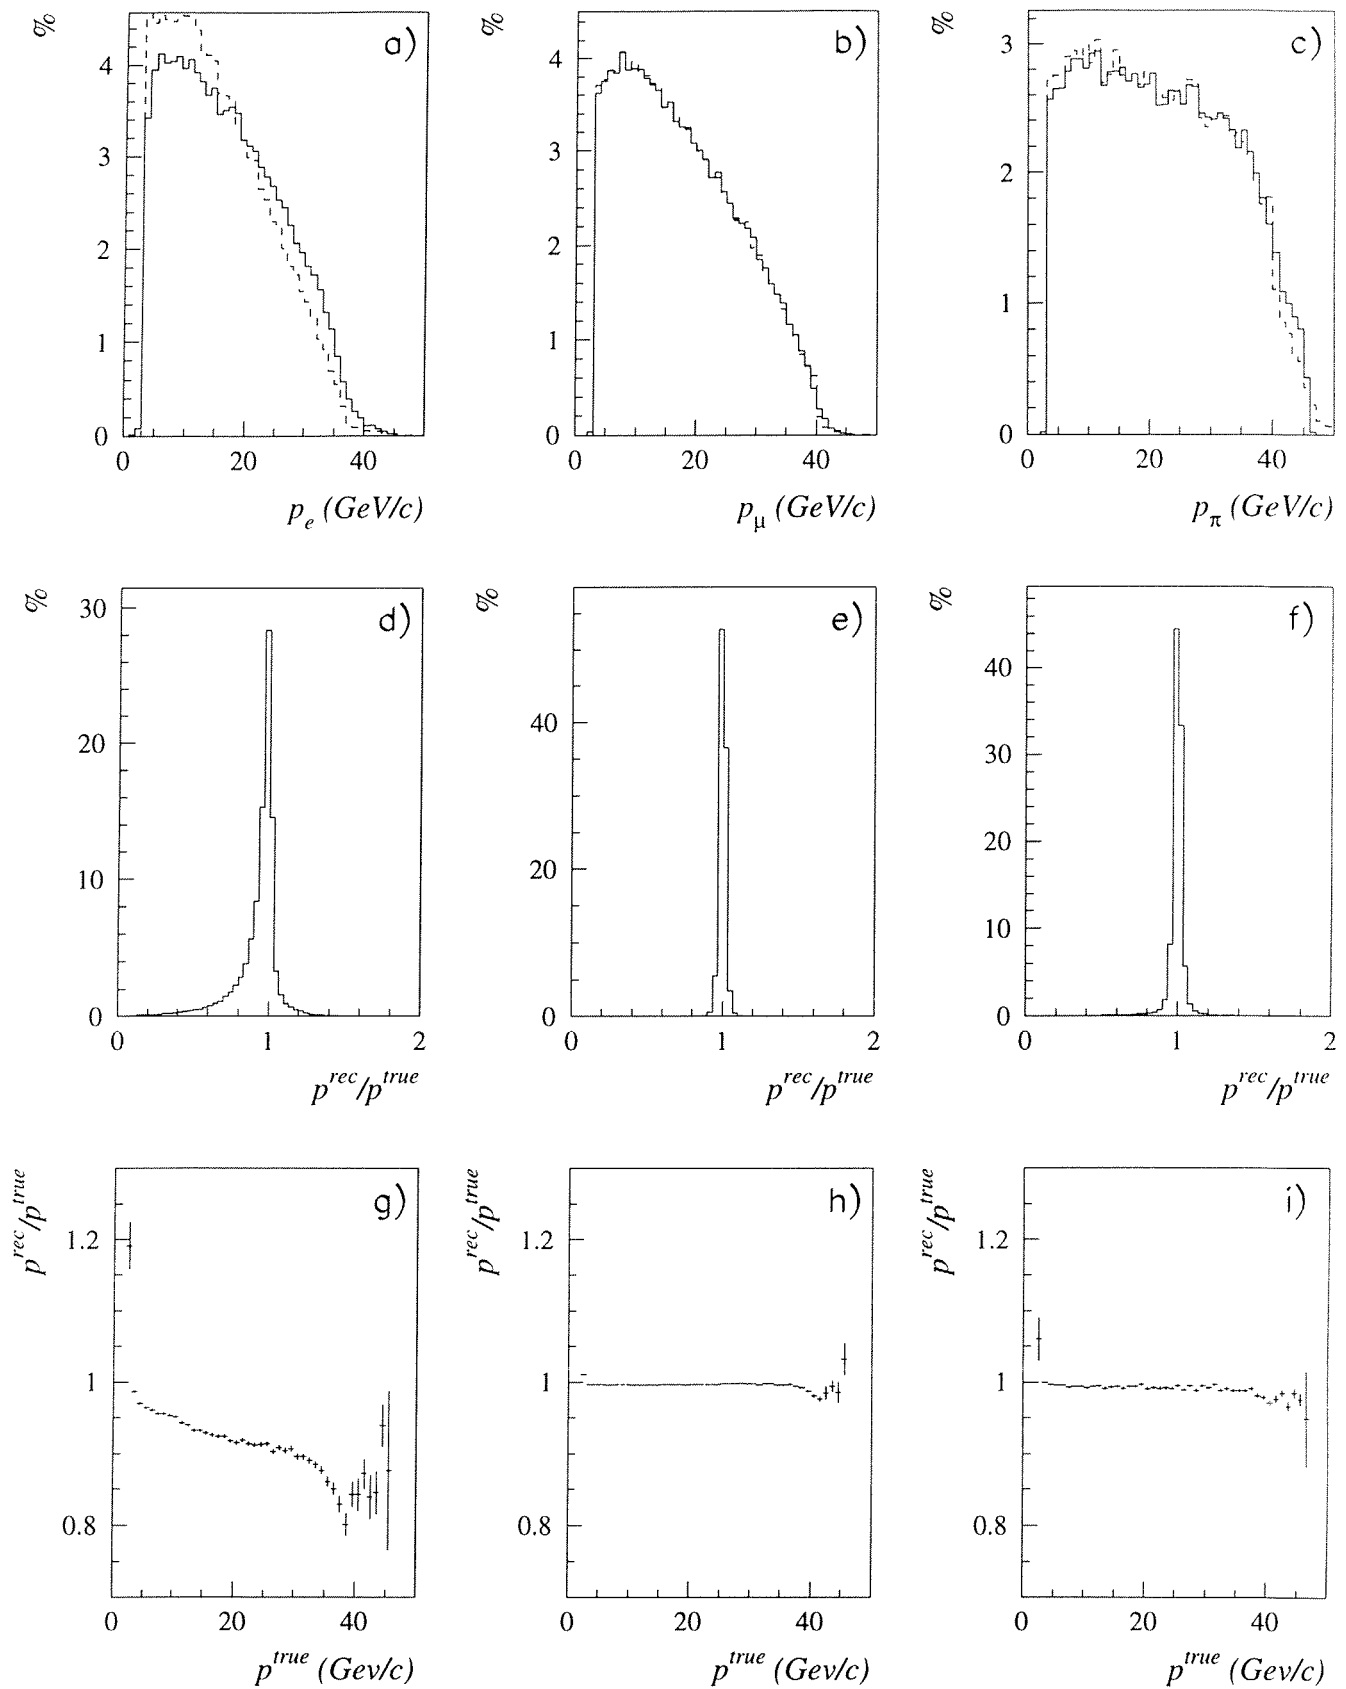 %
a)
4
3
2
1
0
0 20 40
p_e (GeV/c)
%
b)
4
3
2
1
0
0 20 40
p_μ (GeV/c)
%
c)
3
2
1
0
0 20 40
p_π (GeV/c)
%
d)
30
20
10
0
0 1 2
p^rec/p^true
%
e)
40
20
0
0 1 2
p^rec/p^true
%
f)
40
30
20
10
0
0 1 2
p^rec/p^true
p^rec/p^true
g)
1.2
1
0.8
0 20 40
p^true (Gev/c)
p^rec/p^true
h)
1.2
1
0.8
0 20 40
p^true (Gev/c)
p^rec/p^true
i)
1.2
1
0.8
0 20 40
p^true (Gev/c)